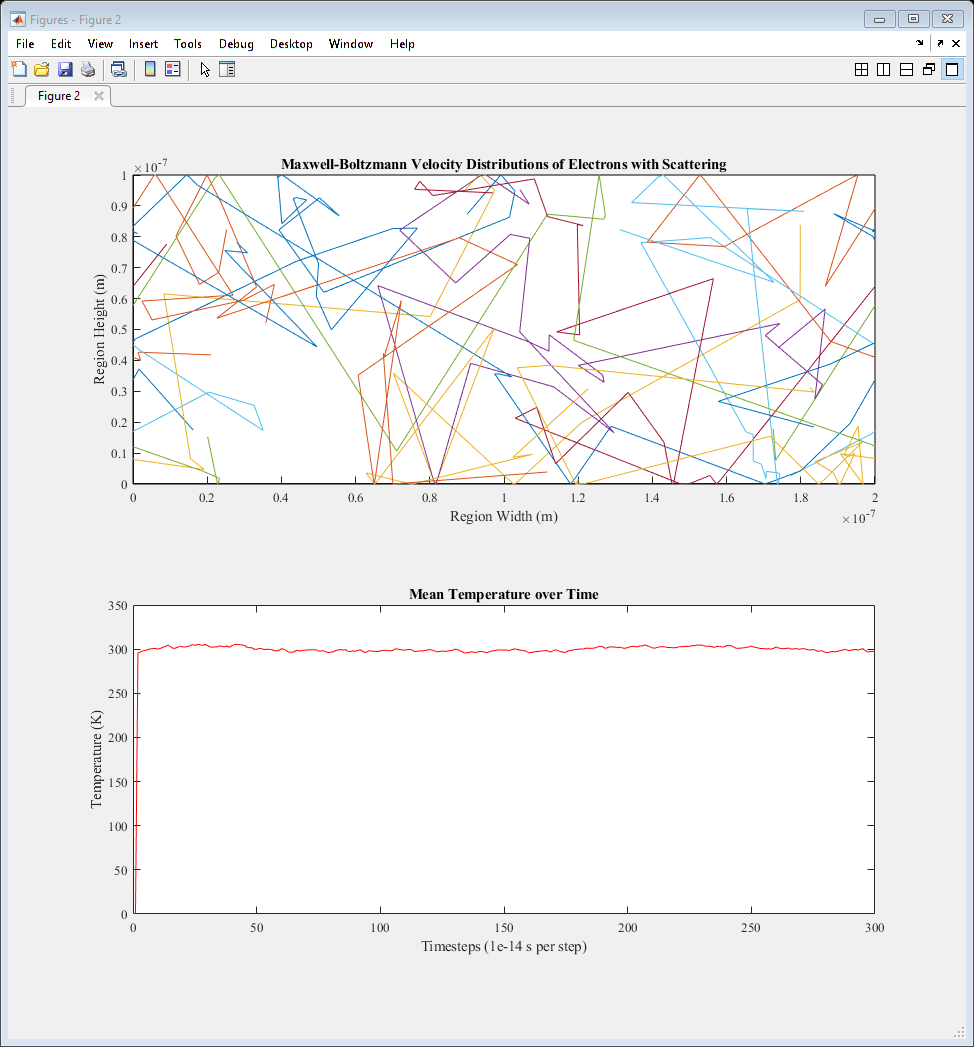 Figures - Figure 2
File Edit View Insert Tools Debug Desktop Window Help
Figure 2
Maxwell-Boltzmann Velocity Distributions of Electrons with Scattering
×10^-7
1
0.9
0.8
0.7
0.6
0.5
0.4
0.3
0.2
0.1
0
Region Height (m)
0 0.2 0.4 0.6 0.8 1 1.2 1.4 1.6 1.8 2
Region Width (m)
×10^-7
Mean Temperature over Time
350
300
250
200
150
100
50
0
Temperature (K)
0 50 100 150 200 250 300
Timesteps (1e-14 s per step)